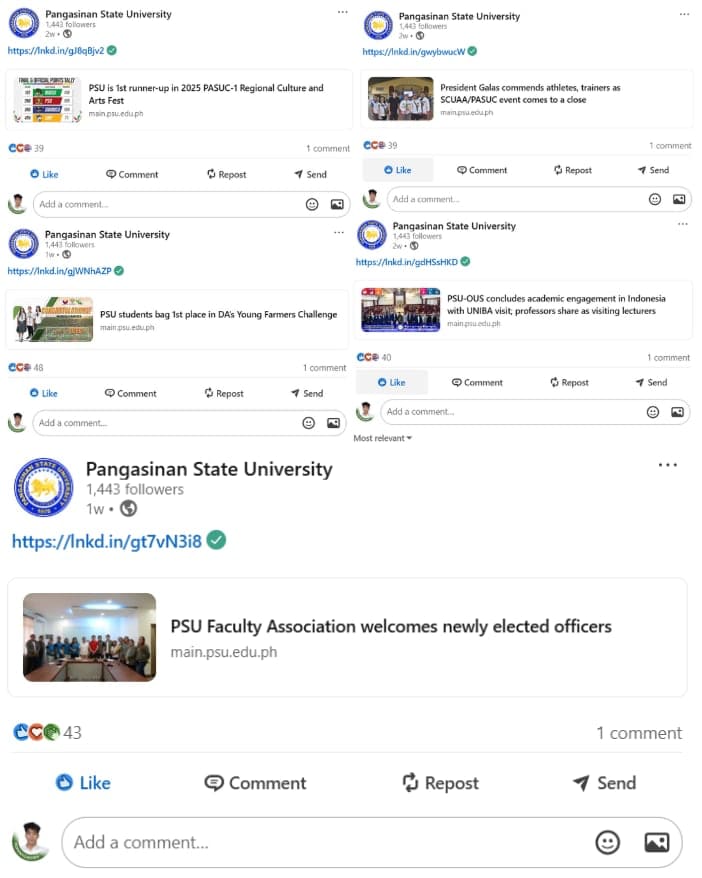 Pangasinan State University
1,443 followers
2w •
https://lnkd.in/gJ8qBjv2
PSU is 1st runner-up in 2025 PASUC-1 Regional Culture and
Arts Fest
main.psu.edu.ph
39
1 comment
Like
Comment
Repost
Send
Add a comment...
Pangasinan State University
1,443 followers
2w •
https://lnkd.in/gwybwucW
President Galas commends athletes, trainers as
SCUAA/PASUC event comes to a close
main.psu.edu.ph
39
1 comment
Like
Comment
Repost
Send
Add a comment...
Pangasinan State University
1,443 followers
1w •
https://lnkd.in/gjWNhAZP
PSU students bag 1st place in DA's Young Farmers Challenge
main.psu.edu.ph
48
1 comment
Like
Comment
Repost
Send
Add a comment...
Pangasinan State University
1,443 followers
2w •
https://lnkd.in/gdHSsHKD
PSU-OUS concludes academic engagement in Indonesia
with UNIBA visit; professors share as visiting lecturers
main.psu.edu.ph
40
1 comment
Like
Comment
Repost
Send
Add a comment...
Most relevant
Pangasinan State University
1,443 followers
1w •
https://lnkd.in/gt7vN3i8
PSU Faculty Association welcomes newly elected officers
main.psu.edu.ph
43
1 comment
Like
Comment
Repost
Send
Add a comment...